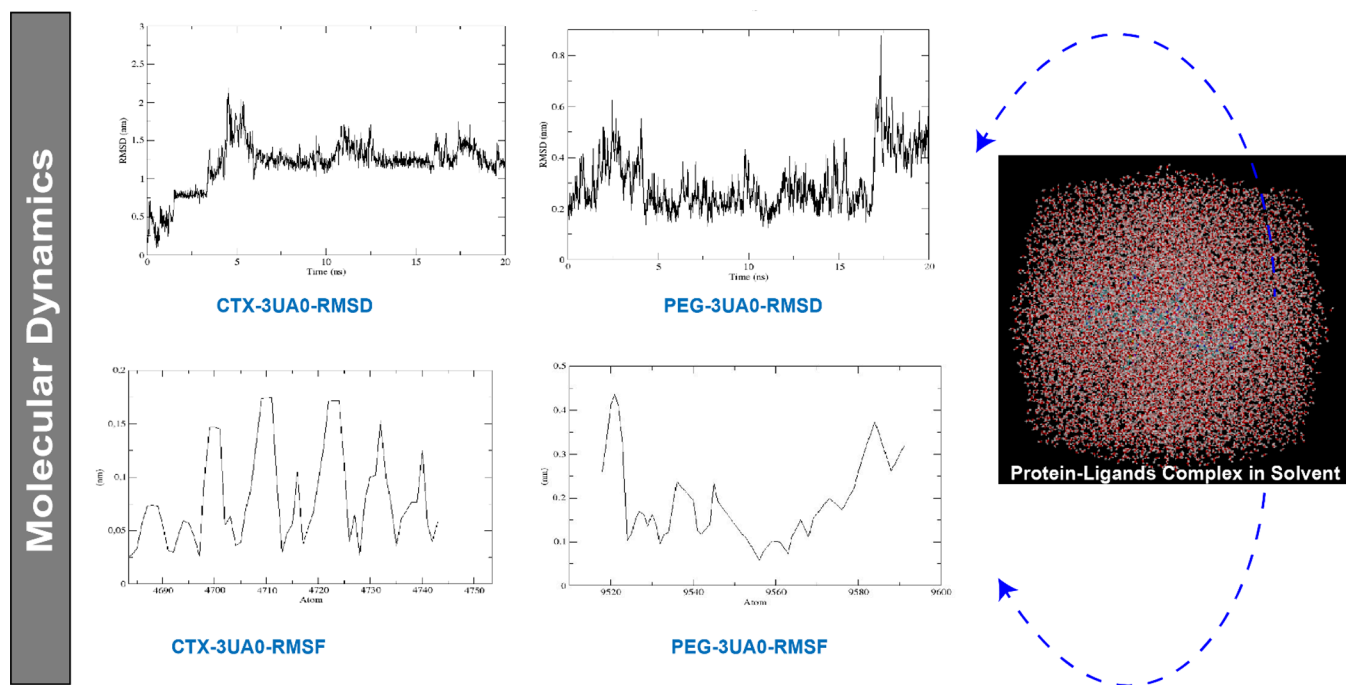 Molecular Dynamics
3
2.5
2
1.5
1
0.5
0
RMSD (nm)
0 5 10 15 20
Time (ns)
CTX-3UA0-RMSD
0.8
0.6
0.4
0.2
0
RMSD (nm)
0 5 10 15 20
Time (ns)
PEG-3UA0-RMSD
0.2
0.15
0.1
0.05
0
(nm)
4690 4700 4710 4720 4730 4740 4750
Atom
CTX-3UA0-RMSF
0.5
0.4
0.3
0.2
0.1
0
(nm)
9520 9540 9560 9580 9600
Atom
PEG-3UA0-RMSF
Protein-Ligands Complex in Solvent